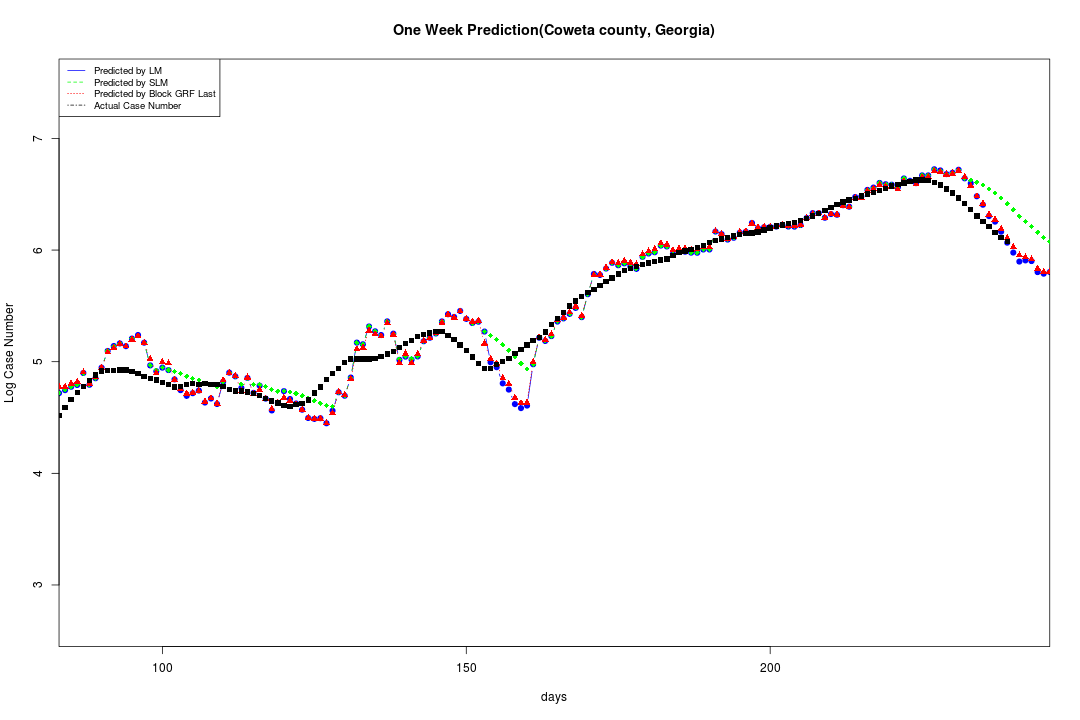 One Week Prediction(Coweta county, Georgia)
Predicted by LM
Predicted by SLM
Predicted by Block GRF Last
Actual Case Number
7
6
5
4
3
Log Case Number
100 150 200
days